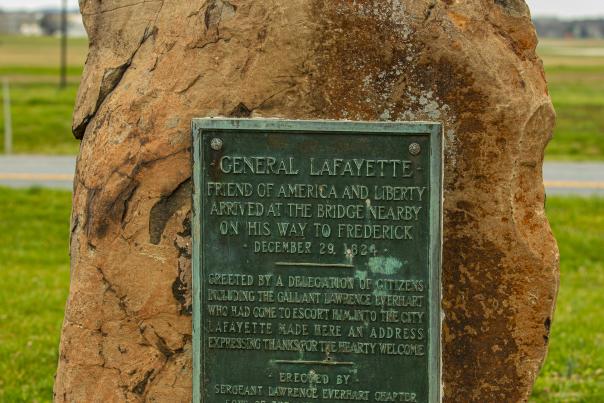 GENERAL LAFAYETTE
FRIEND OF AMERICA AND LIBERTY
ARRIVED AT THE BRIDGE NEARBY
ON HIS WAY TO FREDERICK
- DECEMBER 29, 1824 -
GREETED BY A DELEGATION OF CITIZENS
INCLUDING THE GALLANT LAWRENCE EVERHART
WHO HAD COME TO ESCORT HIM INTO THE CITY
LAFAYETTE MADE HERE AN ADDRESS
EXPRESSING THANKS FOR THE HEARTY WELCOME
- ERECTED BY -
SERGEANT LAWRENCE EVERHART CHAPTER